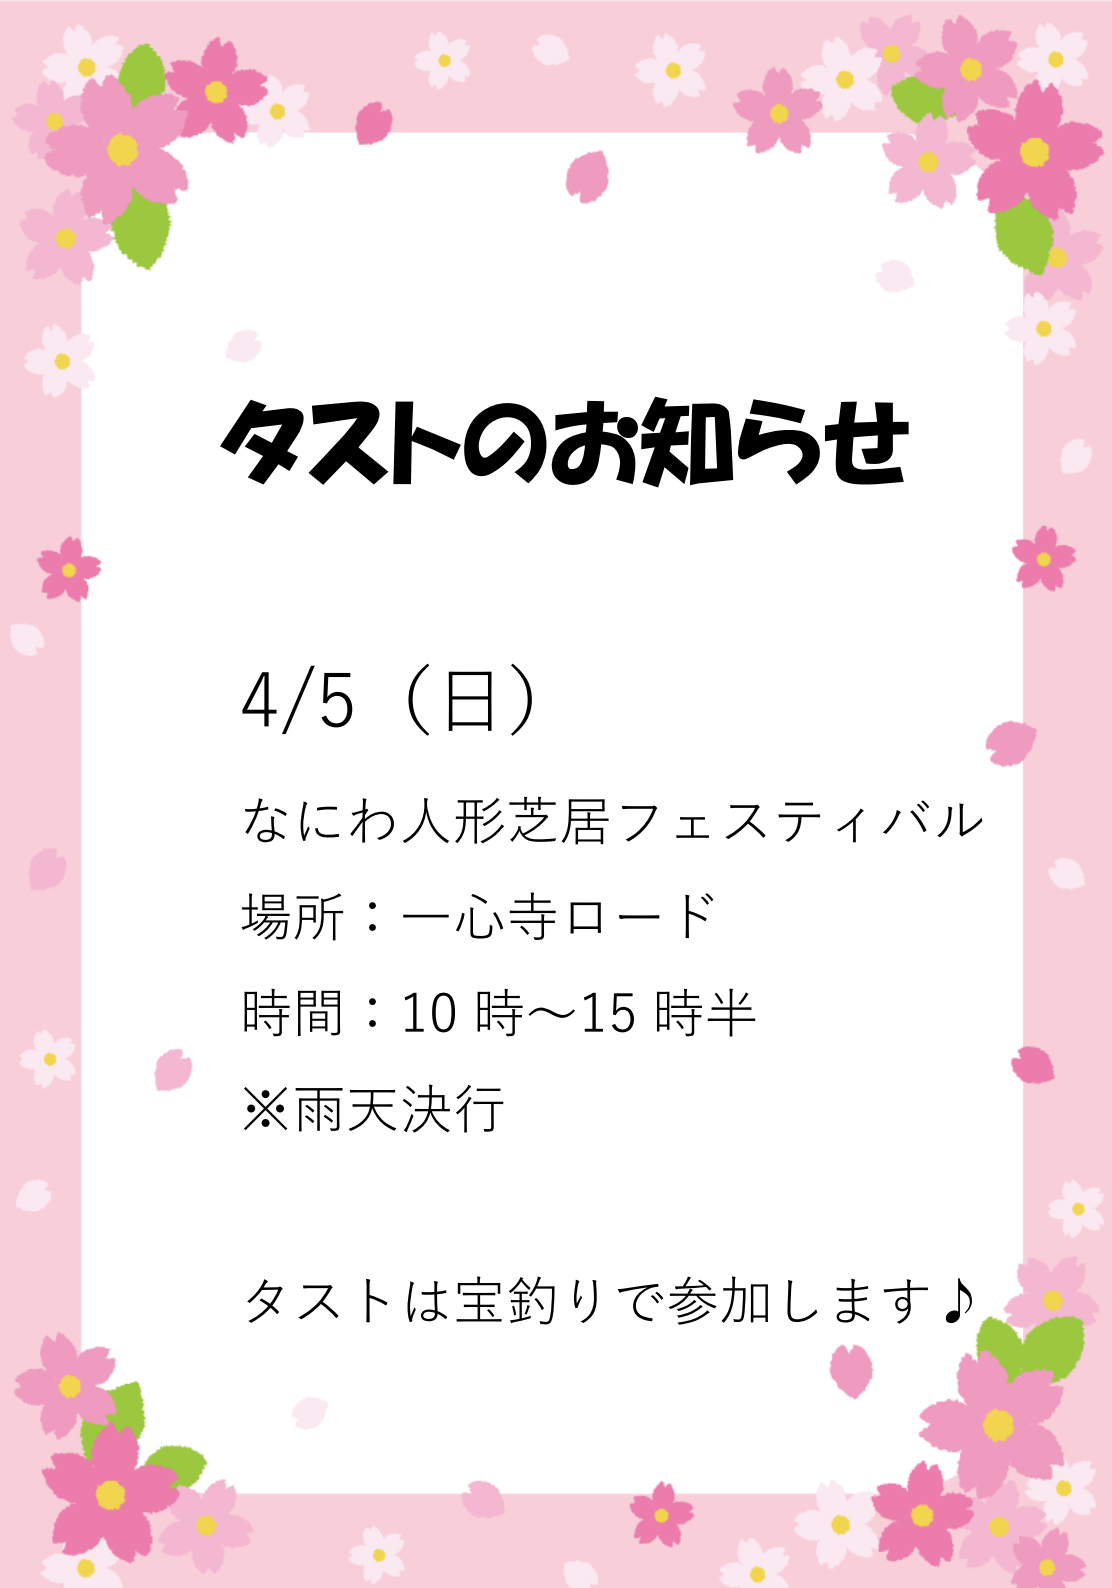 タストのお知らせ
4/5（日）
なにわ人形芝居フェスティバル
場所：一心寺ロード
時間：10 時～15 時半
※雨天決行
タストは宝釣りで参加します♪